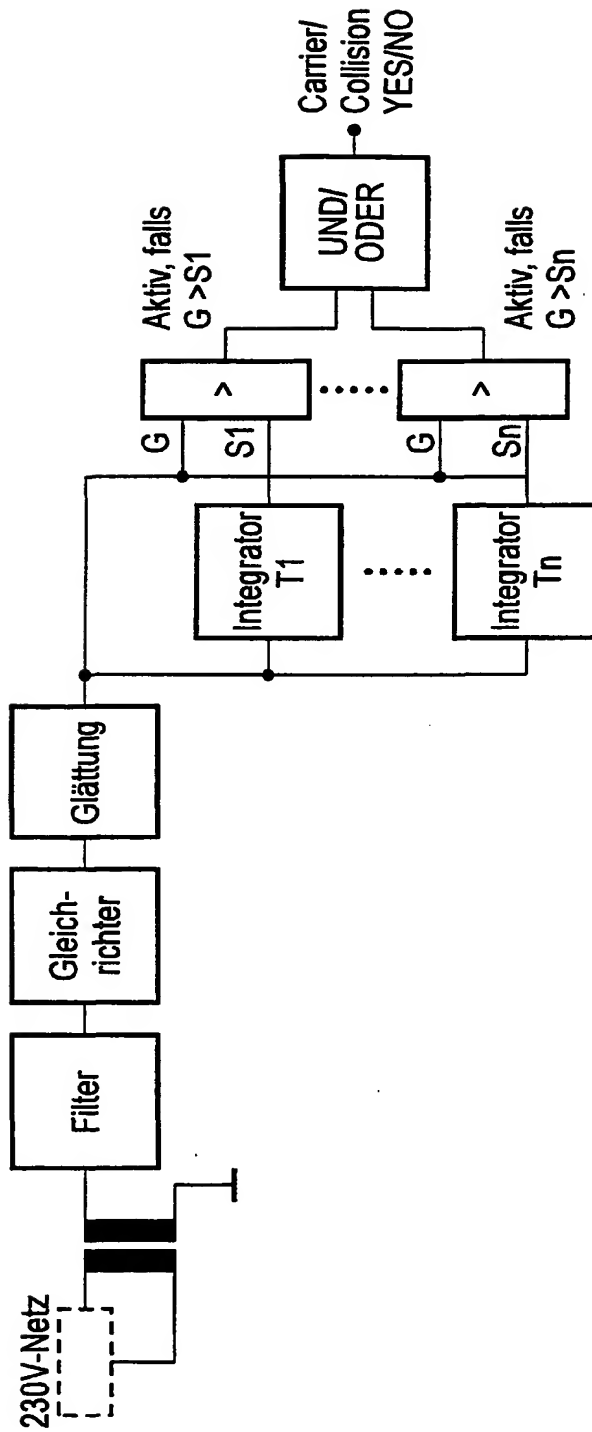 230V-Netz
Filter
Gleich-
richter
Glättung
Integrator
T1
.....
Integrator
Tn
G
S1
G
Sn
>
.....
>
Aktiv, falls
G >S1
Aktiv, falls
G >Sn
UND/
ODER
Carrier/
Collision
YES/NO